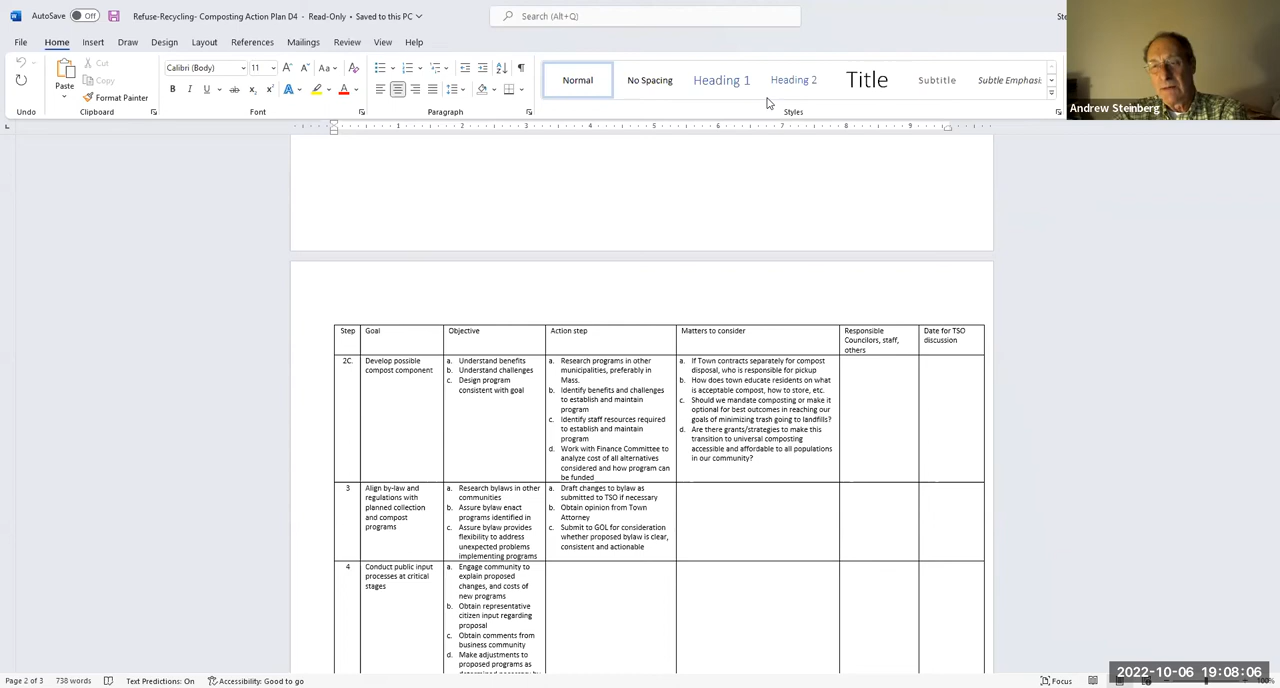 AutoSave Off Refuse-Recycling- Composting Action Plan D4 - Read-Only • Saved to this PC Search (Alt+Q)
File Home Insert Draw Design Layout References Mailings Review View Help
Cut
Copy
Format Painter
Paste
Calibri (Body) 11
Normal No Spacing Heading 1 Heading 2 Title Subtitle Subtle Emphasi
Undo Clipboard Font Paragraph Styles
Andrew Steinberg
Step Goal Objective Action step Matters to consider Responsible Councilors, staff, others Date for TSO discussion
2C.
Develop possible
compost component
a. Understand benefits
b. Understand challenges
c. Design program
consistent with goal
a. Research programs in other
municipalities, preferably in
Mass.
b. Identify benefits and challenges
to establish and maintain
program
c. Identify staff resources required
to establish and maintain
program
d. Work with Finance Committee to
analyze cost of all alternatives
considered and how program can
be funded
a. If Town contracts separately for compost
disposal, who is responsible for pickup
b. How does town educate residents on what
is acceptable compost, how to store, etc.
c. Should we mandate composting or make it
optional for best outcomes in reaching our
goals of minimizing trash going to landfills?
d. Are there grants/strategies to make this
transition to universal composting
accessible and affordable to all populations
in our community?
3
Align by-law and
regulations with
planned collection
and compost
programs
a. Research bylaws in other
communities
b. Assure bylaw enact
programs identified in
c. Assure bylaw provides
flexibility to address
unexpected problems
implementing programs
a. Draft changes to bylaw as
submitted to TSO if necessary
b. Obtain opinion from Town
Attorney
c. Submit to GOL for consideration
whether proposed bylaw is clear,
consistent and actionable
4
Conduct public input
processes at critical
stages
a. Engage community to
explain proposed
changes, and costs of
new programs
b. Obtain representative
citizen input regarding
proposal
c. Obtain comments from
business community
d. Make adjustments to
proposed programs as
Page 2 of 3 738 words Text Predictions: On Accessibility: Good to go Focus 100%
2022-10-06 19:08:06